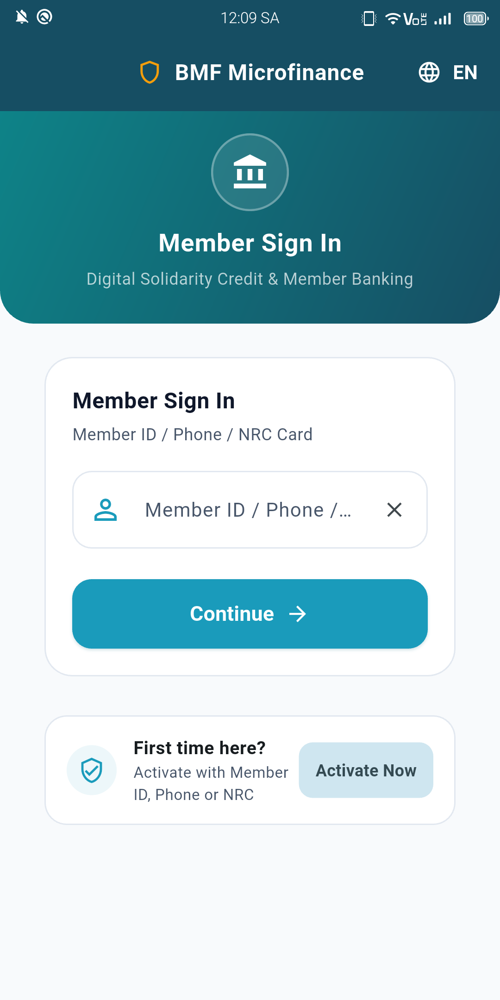 12:09 SA
Vo LTE
100
BMF Microfinance
EN
Member Sign In
Digital Solidarity Credit & Member Banking
Member Sign In
Member ID / Phone / NRC Card
Member ID / Phone /…
Continue
First time here?
Activate with Member
ID, Phone or NRC
Activate Now